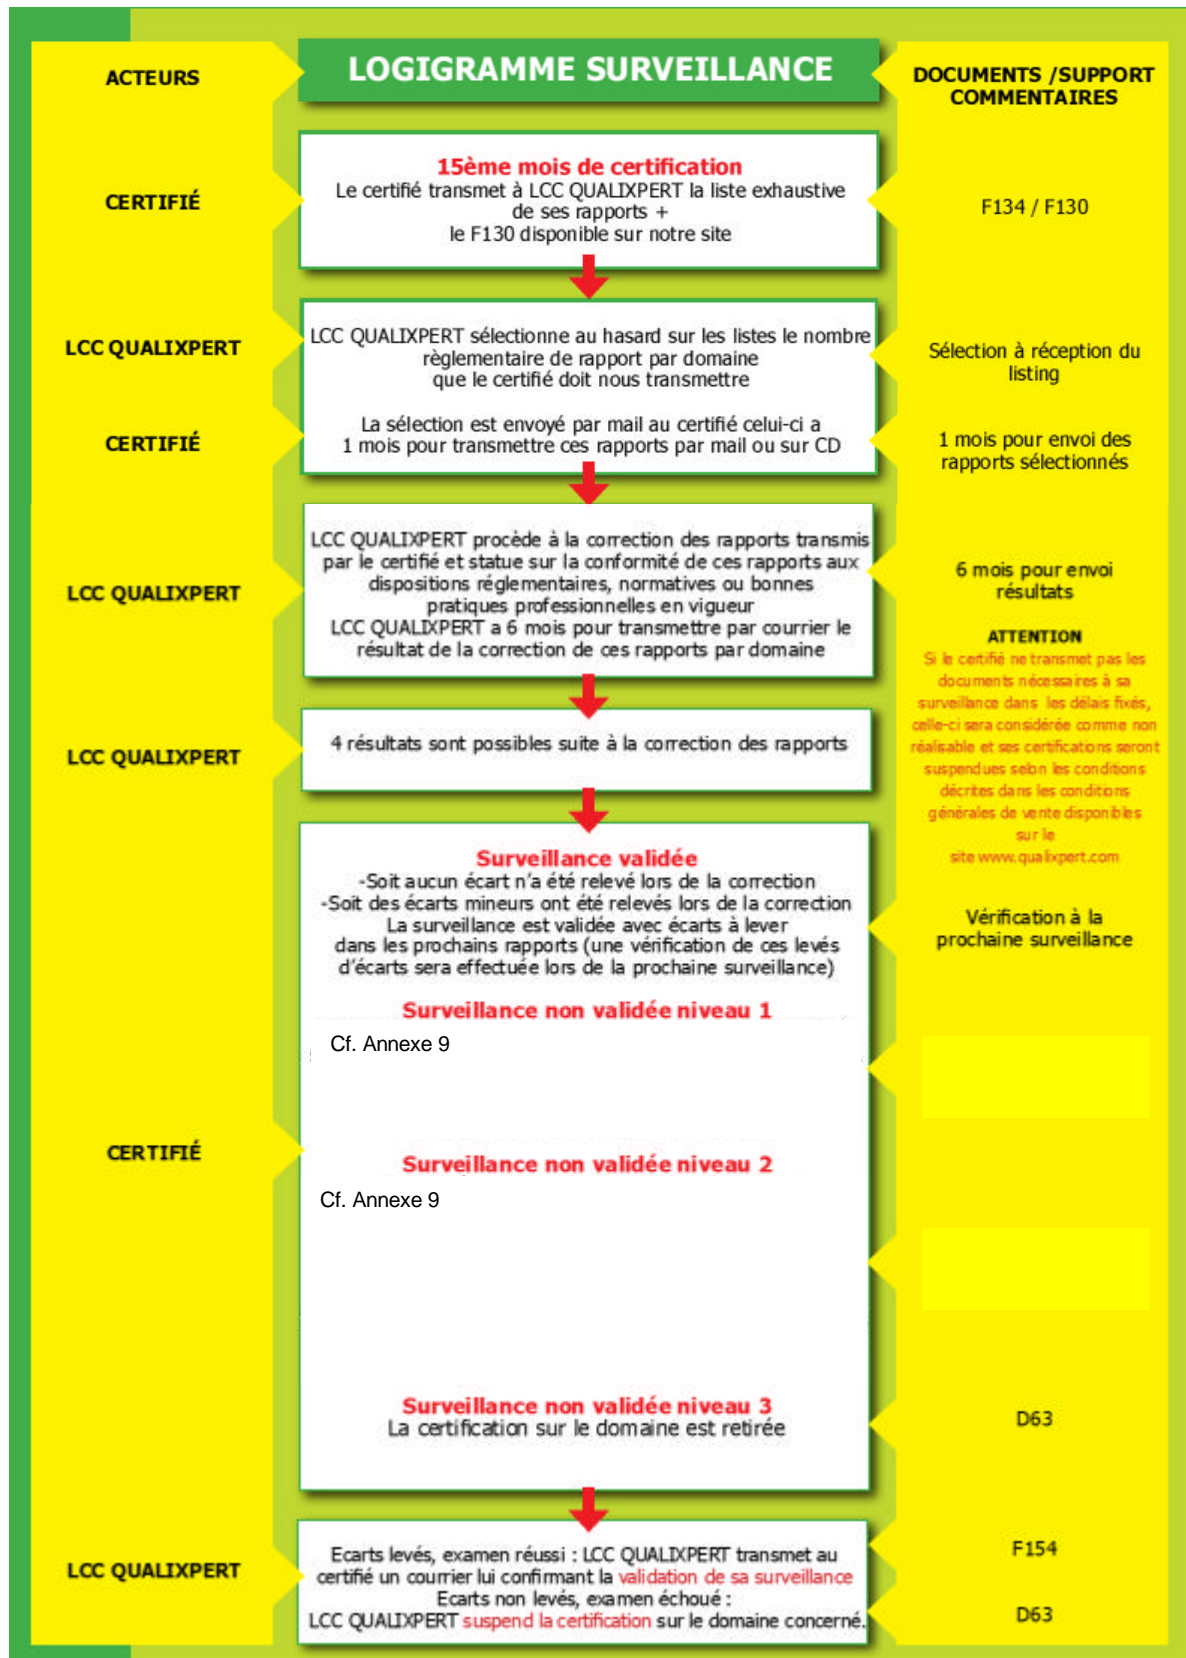 ACTEURS
LOGIGRAMME SURVEILLANCE
DOCUMENTS /SUPPORT
COMMENTAIRES
CERTIFIÉ
15ème mois de certification
Le certifié transmet à LCC QUALIXPERT la liste exhaustive
de ses rapports +
le F130 disponible sur notre site
F134 / F130
LCC QUALIXPERT
LCC QUALIXPERT sélectionne au hasard sur les listes le nombre
règlementaire de rapport par domaine
que le certifié doit nous transmettre
Sélection à réception du
listing
CERTIFIÉ
La sélection est envoyé par mail au certifié celui-ci a
1 mois pour transmettre ces rapports par mail ou sur CD
1 mois pour envoi des
rapports sélectionnés
LCC QUALIXPERT
LCC QUALIXPERT procède à la correction des rapports transmis
par le certifié et statue sur la conformité de ces rapports aux
dispositions réglementaires, normatives ou bonnes
pratiques professionnelles en vigueur
LCC QUALIXPERT a 6 mois pour transmettre par courrier le
résultat de la correction de ces rapports par domaine
6 mois pour envoi
résultats
ATTENTION
Si le certifié ne transmet pas les
documents nécessaires à sa
surveillance dans les délais fixés,
celle-ci sera considérée comme non
réalisable et ses certifications seront
suspendues selon les conditions
décrites dans les conditions
générales de vente disponibles
sur le
site www.qualixpert.com
LCC QUALIXPERT
4 résultats sont possibles suite à la correction des rapports
Surveillance validée
-Soit aucun écart n'a été relevé lors de la correction
-Soit des écarts mineurs ont été relevés lors de la correction
La surveillance est validée avec écarts à lever
dans les prochains rapports (une vérification de ces levés
d'écarts sera effectuée lors de la prochaine surveillance)
Vérification à la
prochaine surveillance
Surveillance non validée niveau 1
Cf. Annexe 9
CERTIFIÉ
Surveillance non validée niveau 2
Cf. Annexe 9
Surveillance non validée niveau 3
La certification sur le domaine est retirée
D63
LCC QUALIXPERT
Ecarts levés, examen réussi : LCC QUALIXPERT transmet au
certifié un courrier lui confirmant la validation de sa surveillance
Ecarts non levés, examen échoué :
LCC QUALIXPERT suspend la certification sur le domaine concerné.
F154
D63